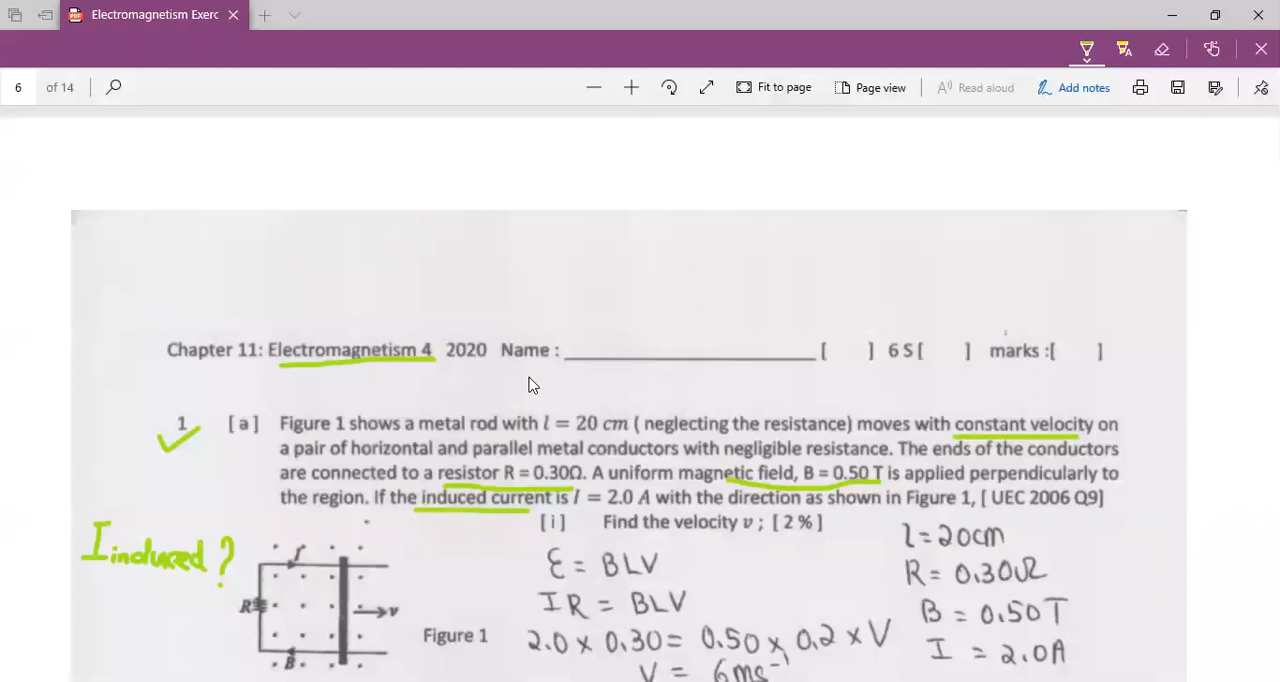 Electromagnetism Exerc
6 of 14
Fit to page
Page view
Read aloud
Add notes
Chapter 11: Electromagnetism 4 2020 Name : ____________________ [ ] 6 S [ ] marks :[ ]
1 [ a ] Figure 1 shows a metal rod with l = 20 cm ( neglecting the resistance) moves with constant velocity on
a pair of horizontal and parallel metal conductors with negligible resistance. The ends of the conductors
are connected to a resistor R = 0.30Ω. A uniform magnetic field, B = 0.50 T is applied perpendicularly to
the region. If the induced current is I = 2.0 A with the direction as shown in Figure 1, [ UEC 2006 Q9]
[ i ] Find the velocity v ; [ 2 % ]
I induced ?
I
R
v
B
Figure 1
Ɛ = BLV
IR = BLV
2.0 x 0.30 = 0.50 x 0.2 x V
V = 6ms⁻¹
l = 20cm
R = 0.30Ω
B = 0.50T
I = 2.0A